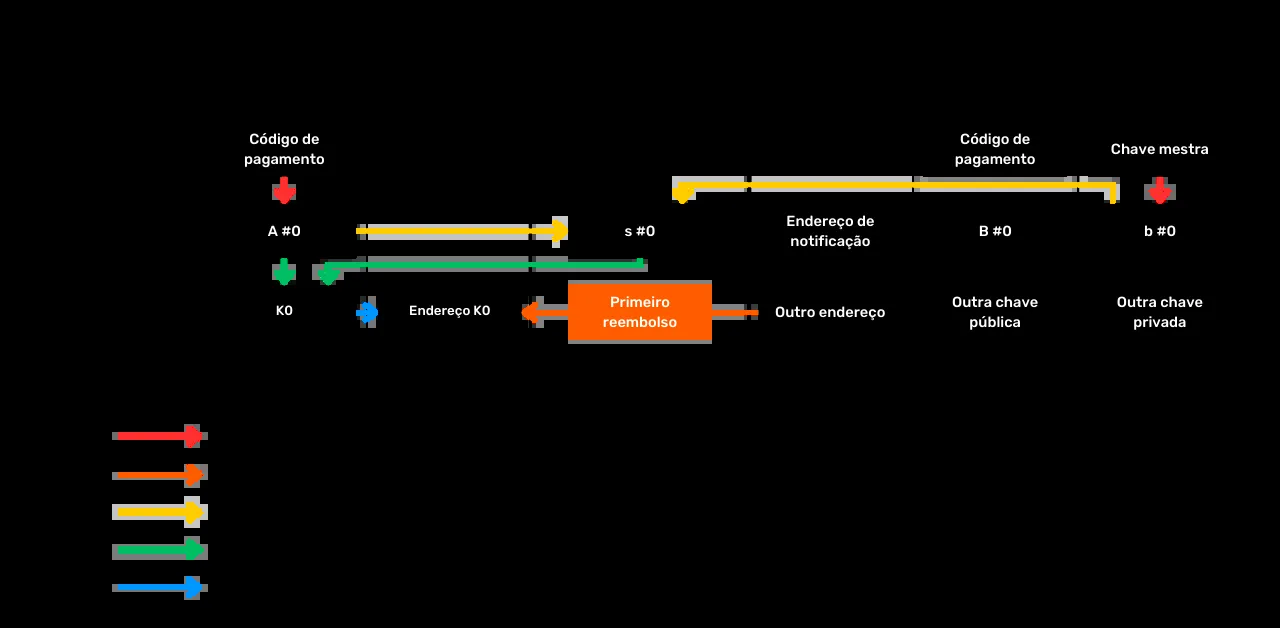 Código de
pagamento
Código de
pagamento
Chave mestra
A #0
s #0
Endereço de
notificação
B #0
b #0
K0
Endereço K0
Primeiro
reembolso
Outro endereço
Outra chave
pública
Outra chave
privada